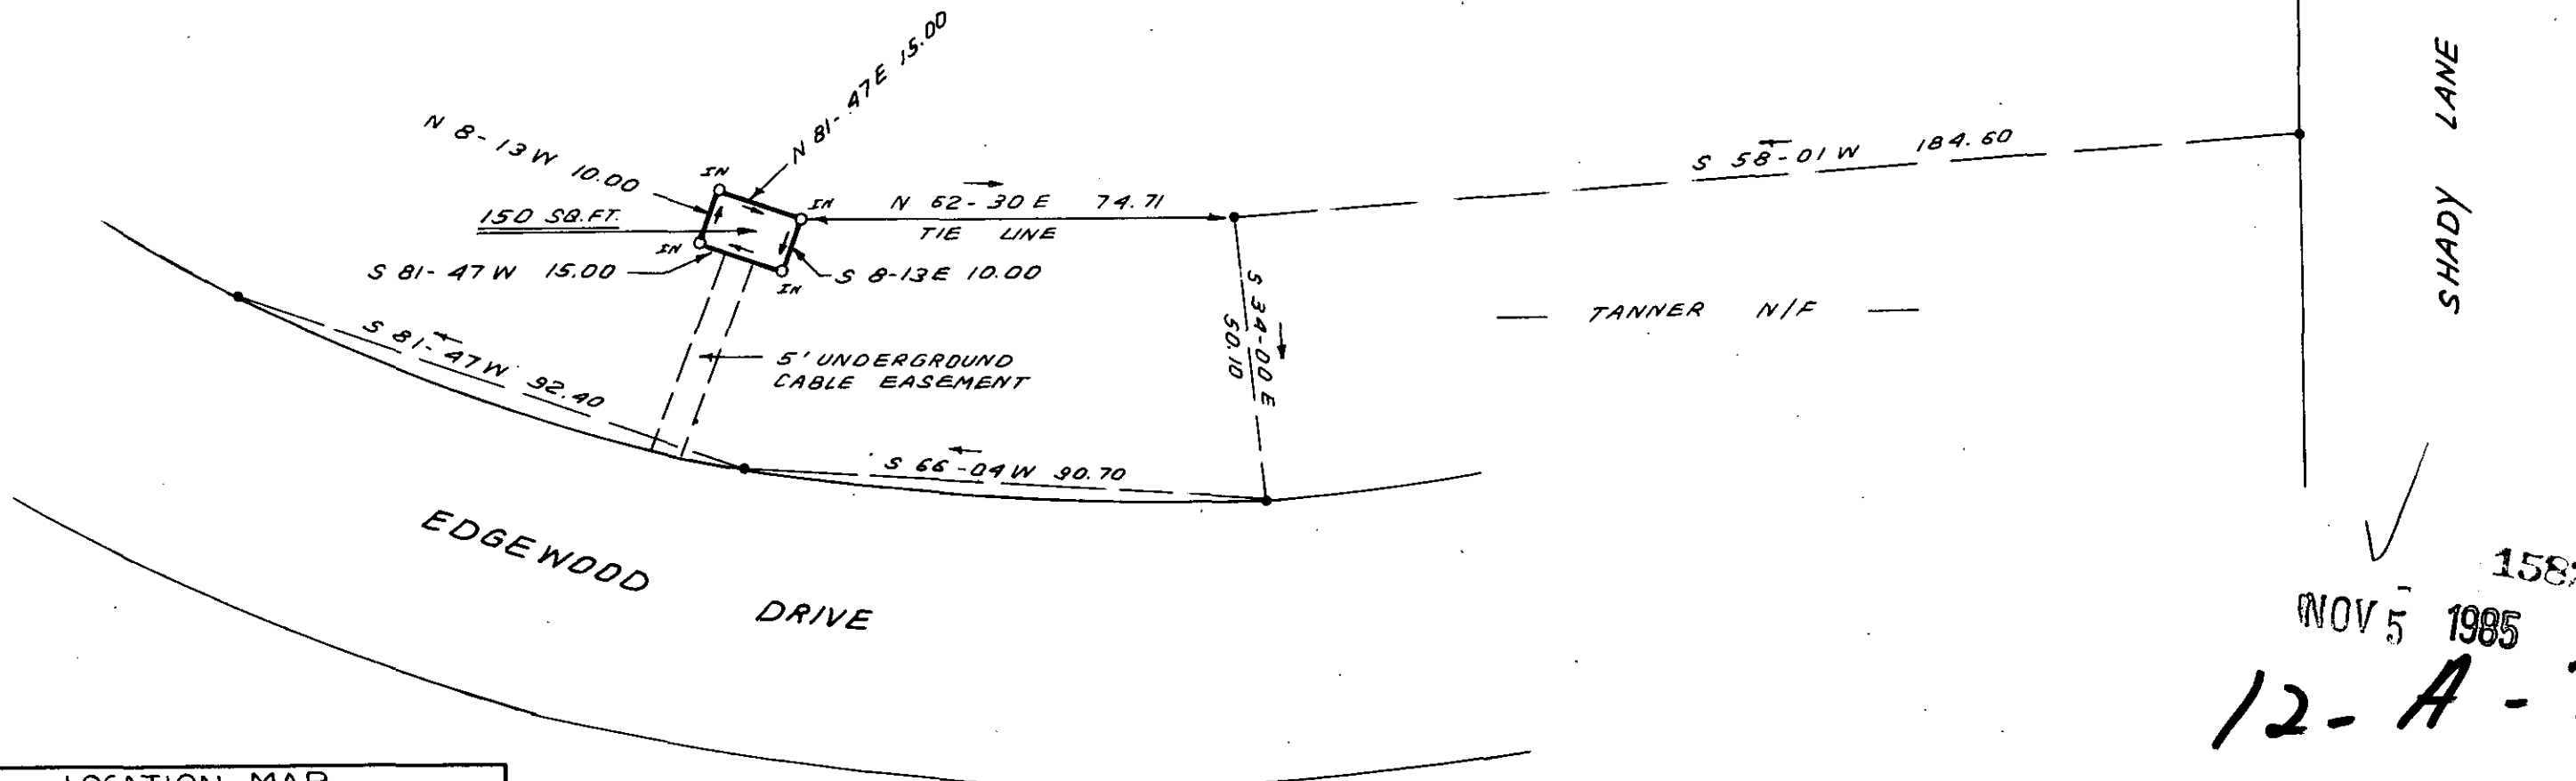 N 81-47E 15.00
N 8-13W 10.00
SHADY LANE
S 58-01 W 184.60
IN
IN
N 62-30 E 74.71
TIE LINE
150 SQ.FT.
IN
S 81-47 W 15.00
S 8-13E 10.00
IN
S 34-00 E
50.10
TANNER N/F
S 81-47W 92.40
5' UNDERGROUND
CABLE EASEMENT
S 66-04 W 90.70
EDGEWOOD
DRIVE
158
NOV 5 1985
12- A -
LOCATION MAP